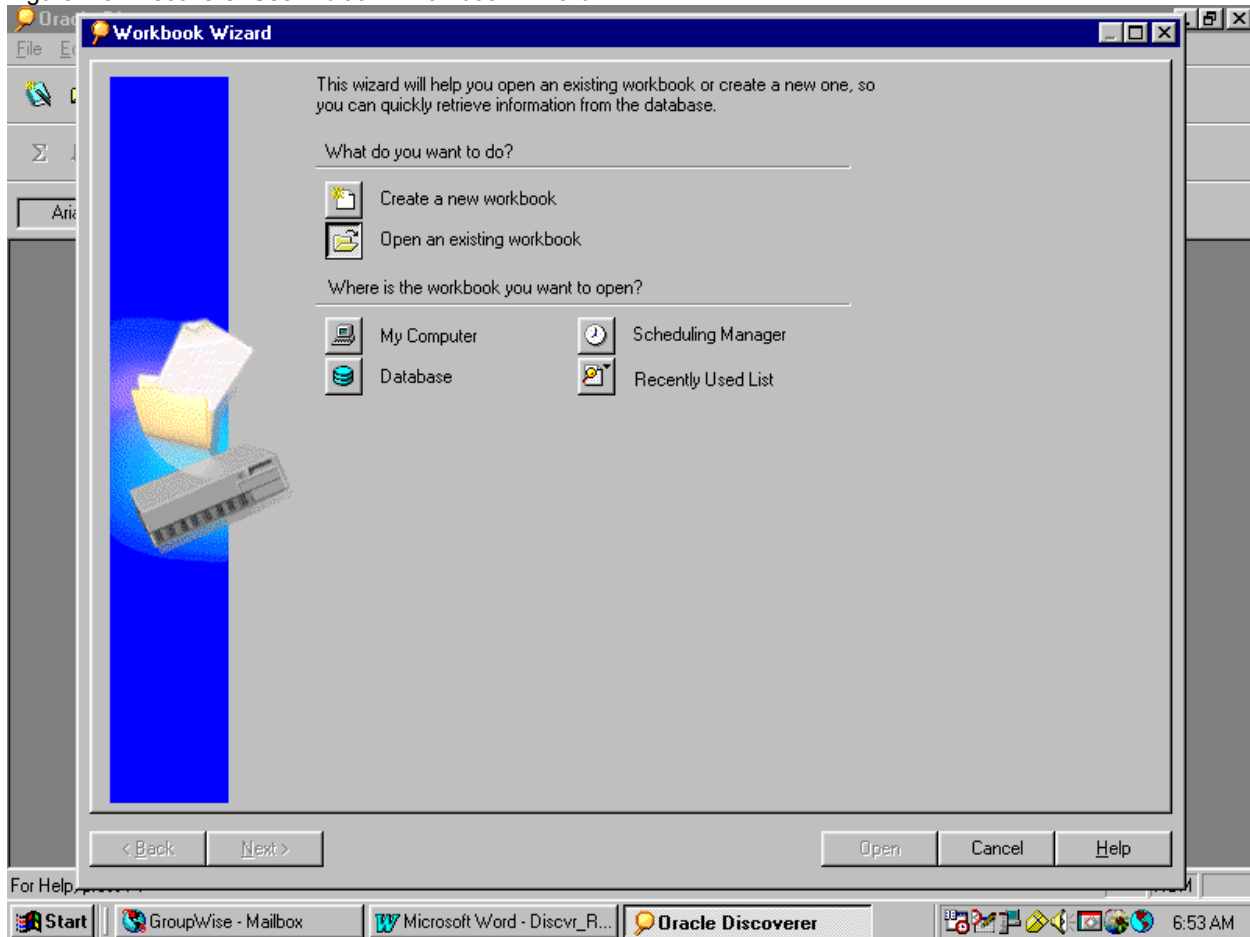 Workbook Wizard
File
This wizard will help you open an existing workbook or create a new one, so
you can quickly retrieve information from the database.
What do you want to do?
Create a new workbook
Open an existing workbook
Where is the workbook you want to open?
My Computer
Scheduling Manager
Database
Recently Used List
< Back
Next >
Open
Cancel
Help
For Help,
Start
GroupWise - Mailbox
Microsoft Word - Discvr_R...
Oracle Discoverer
6:53 AM